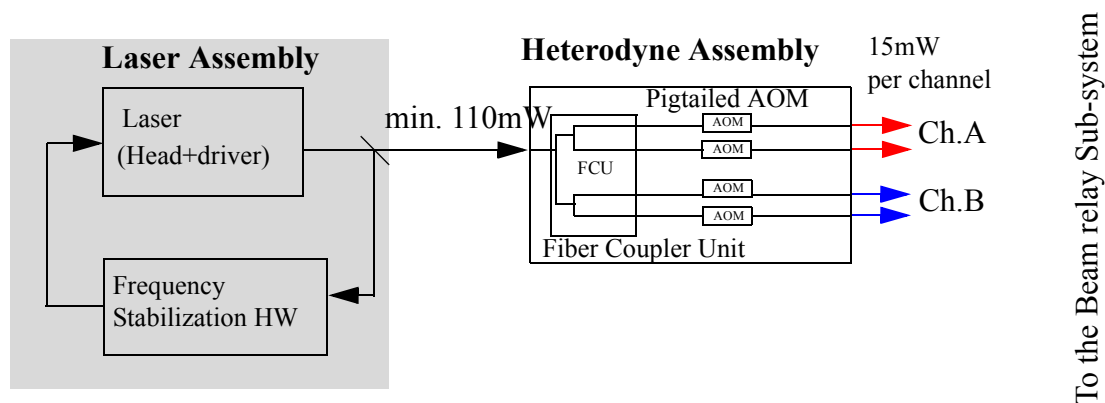 Laser Assembly
Laser
(Head+driver)
Frequency
Stabilization HW
min. 110mW
Heterodyne Assembly
Pigtailed AOM
AOM
AOM
AOM
AOM
FCU
Fiber Coupler Unit
15mW
per channel
Ch.A
Ch.B
To the Beam relay Sub-system